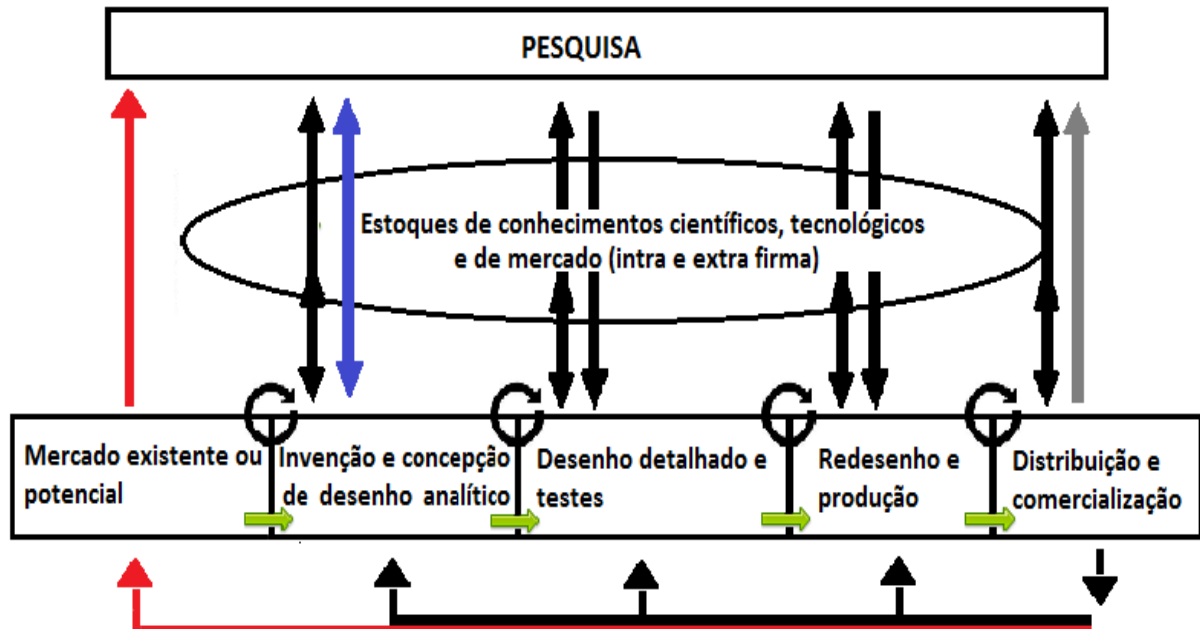 PESQUISA
Estoques de conhecimentos científicos, tecnológicos
e de mercado (intra e extra firma)
Mercado existente ou
potencial
Invenção e concepção
de desenho analítico
Desenho detalhado e
testes
Redesenho e
produção
Distribuição e
comercialização